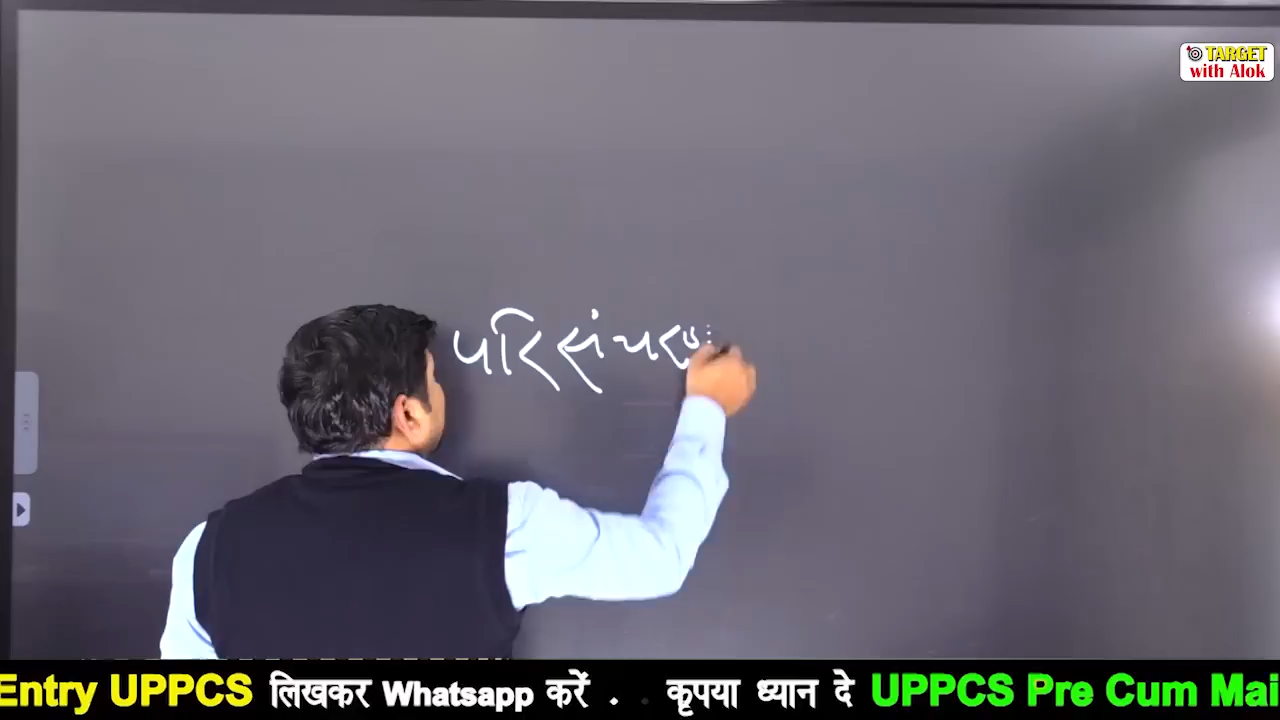 TARGET
with Alok
परिसंचरण
Entry UPPCS लिखकर Whatsapp करें . . कृपया ध्यान दे UPPCS Pre Cum Mai